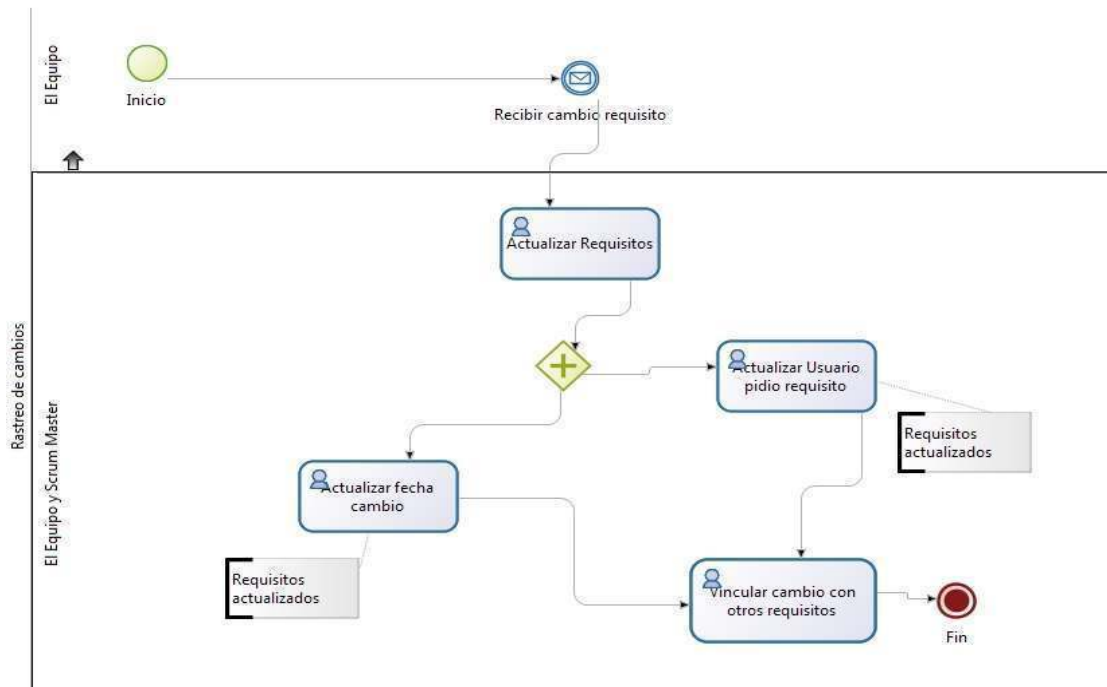 El Equipo
Inicio
Recibir cambio requisito
Rastreo de cambios
El Equipo y Scrum Master
Actualizar Requisitos
Actualizar Usuario
pidio requisito
Requisitos
actualizados
Actualizar fecha
cambio
Requisitos
actualizados
Vincular cambio con
otros requisitos
Fin